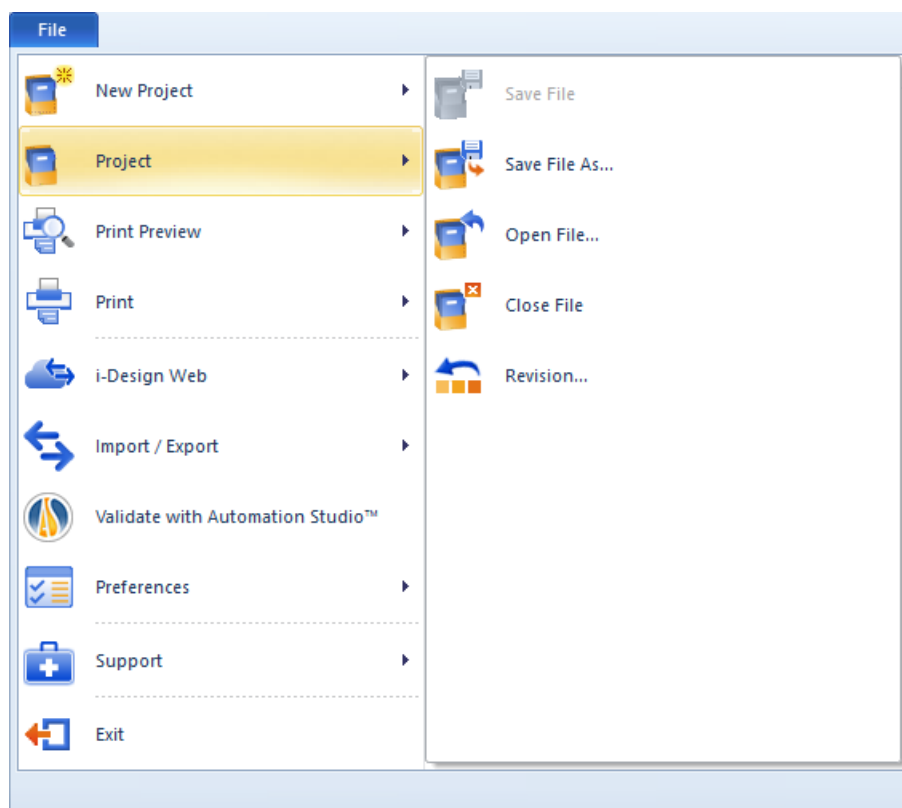 File
New Project
Project
Print Preview
Print
i-Design Web
Import / Export
Validate with Automation Studio™
Preferences
Support
Exit
Save File
Save File As...
Open File...
Close File
Revision...